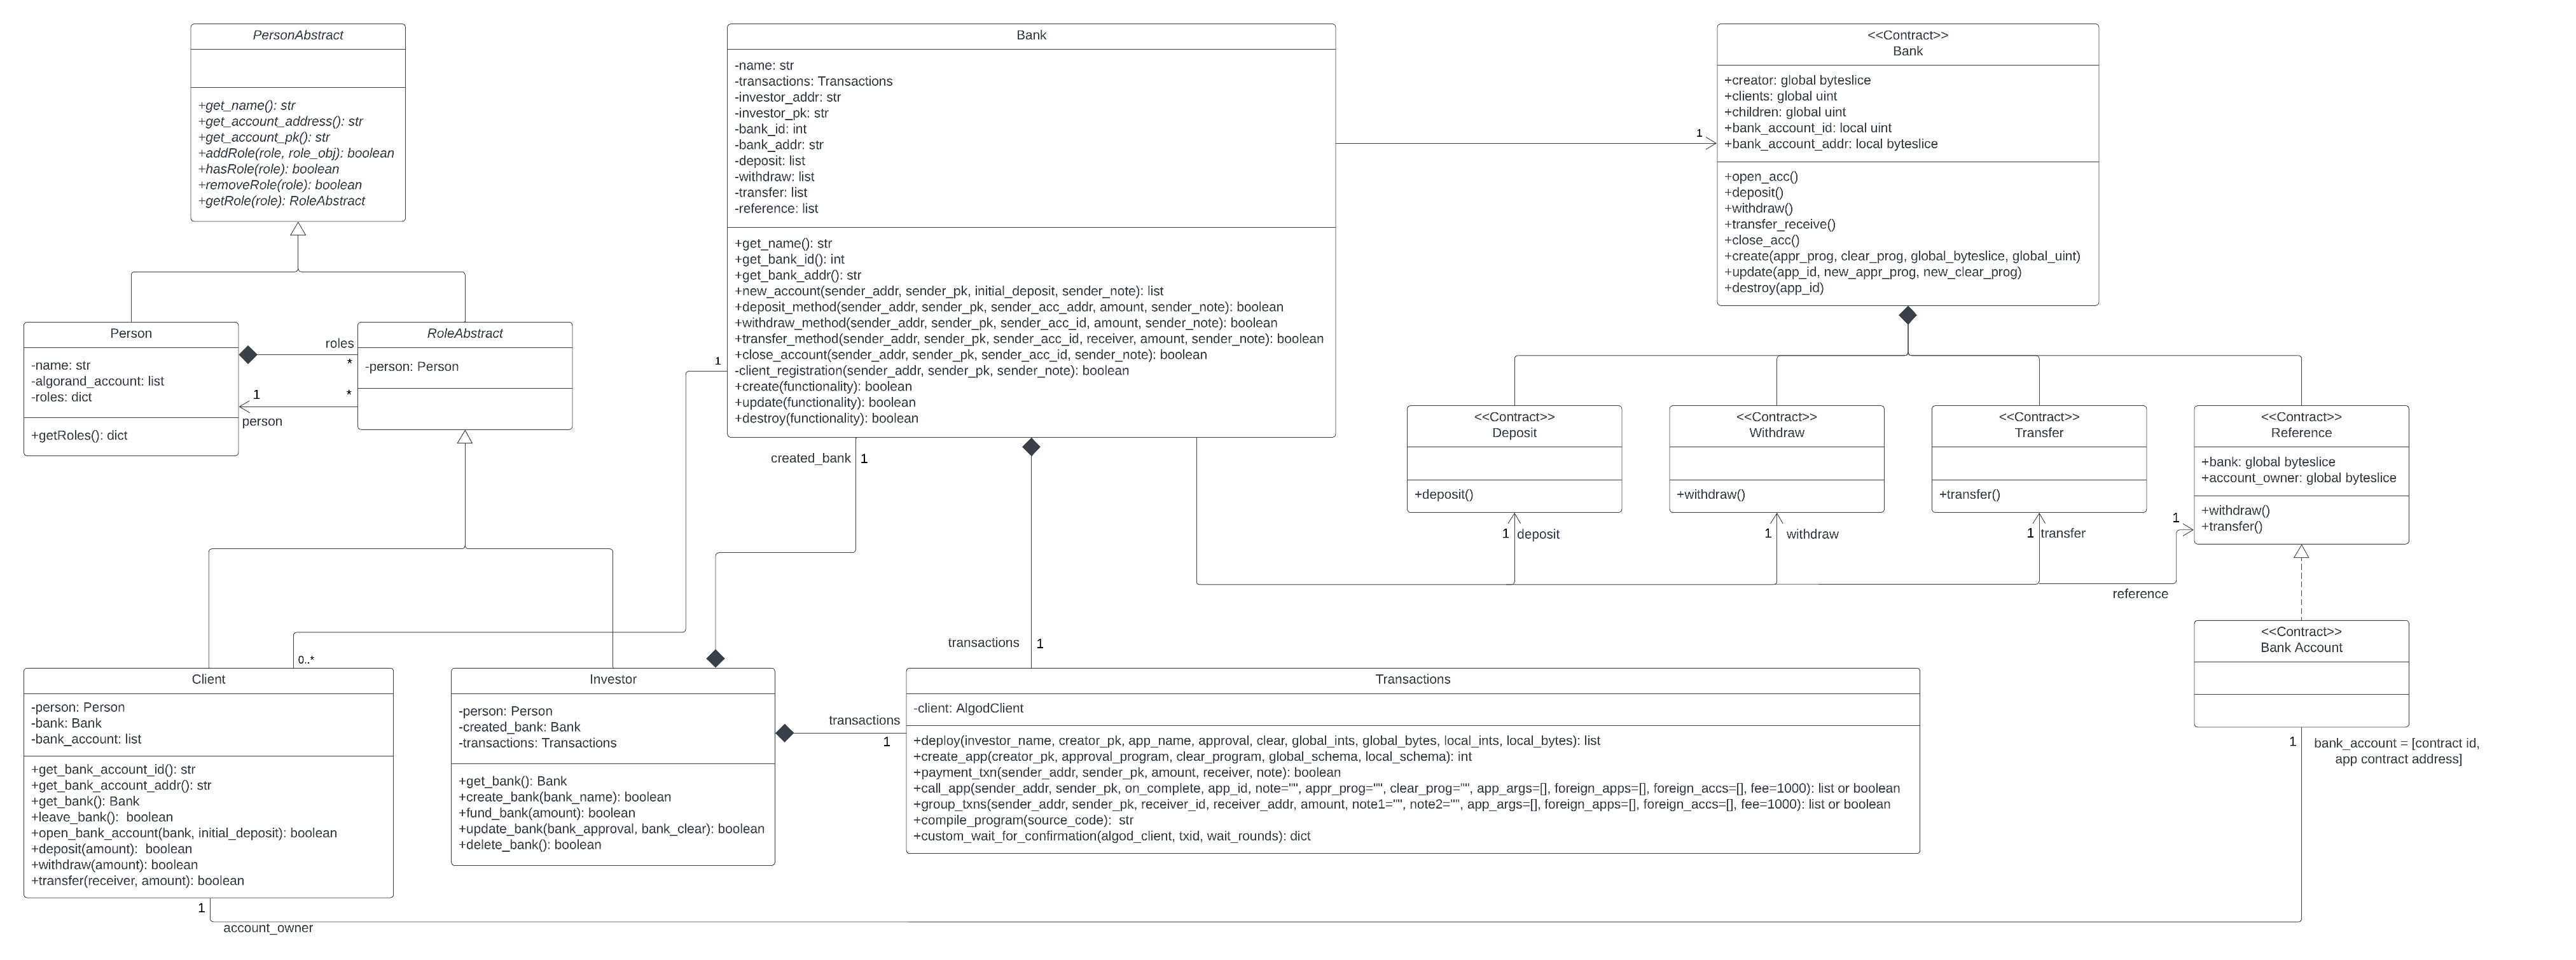 PersonAbstract
+get_name(): str
+get_account_address(): str
+get_account_pk(): str
+addRole(role, role_obj): boolean
+hasRole(role): boolean
+removeRole(role): boolean
+getRole(role): RoleAbstract
Person
-name: str
-algorand_account: list
-roles: dict
+getRoles(): dict
roles
*
1
*
person
RoleAbstract
-person: Person
Bank
-name: str
-transactions: Transactions
-investor_addr: str
-investor_pk: str
-bank_id: int
-bank_addr: str
-deposit: list
-withdraw: list
-transfer: list
-reference: list
+get_name(): str
+get_bank_id(): int
+get_bank_addr(): str
+new_account(sender_addr, sender_pk, initial_deposit, sender_note): list
+deposit_method(sender_addr, sender_pk, sender_acc_addr, amount, sender_note): boolean
+withdraw_method(sender_addr, sender_pk, sender_acc_id, amount, sender_note): boolean
+transfer_method(sender_addr, sender_pk, sender_acc_id, receiver, amount, sender_note): boolean
+close_account(sender_addr, sender_pk, sender_acc_id, sender_note): boolean
-client_registration(sender_addr, sender_pk, sender_note): boolean
+create(functionality): boolean
+update(functionality): boolean
+destroy(functionality): boolean
1
created_bank
1
1
<<Contract>>
Bank
+creator: global byteslice
+clients: global uint
+children: global uint
+bank_account_id: local uint
+bank_account_addr: local byteslice
+open_acc()
+deposit()
+withdraw()
+transfer_receive()
+close_acc()
+create(appr_prog, clear_prog, global_byteslice, global_uint)
+update(app_id, new_appr_prog, new_clear_prog)
+destroy(app_id)
<<Contract>>
Deposit
+deposit()
1
deposit
<<Contract>>
Withdraw
+withdraw()
1
withdraw
<<Contract>>
Transfer
+transfer()
1
transfer
<<Contract>>
Reference
+bank: global byteslice
+account_owner: global byteslice
+withdraw()
+transfer()
1
reference
<<Contract>>
Bank Account
1
bank_account = [contract id,
app contract address]
0..*
Client
-person: Person
-bank: Bank
-bank_account: list
+get_bank_account_id(): str
+get_bank_account_addr(): str
+get_bank(): Bank
+leave_bank():  boolean
+open_bank_account(bank, initial_deposit): boolean
+deposit(amount):  boolean
+withdraw(amount): boolean
+transfer(receiver, amount): boolean
1
account_owner
Investor
-person: Person
-created_bank: Bank
-transactions: Transactions
+get_bank(): Bank
+create_bank(bank_name): boolean
+fund_bank(amount): boolean
+update_bank(bank_approval, bank_clear): boolean
+delete_bank(): boolean
transactions
1
transactions
1
Transactions
-client: AlgodClient
+deploy(investor_name, creator_pk, app_name, approval, clear, global_ints, global_bytes, local_ints, local_bytes): list
+create_app(creator_pk, approval_program, clear_program, global_schema, local_schema): int
+payment_txn(sender_addr, sender_pk, amount, receiver, note): boolean
+call_app(sender_addr, sender_pk, on_complete, app_id, note="", appr_prog="", clear_prog="", app_args=[], foreign_apps=[], foreign_accs=[], fee=1000): list or boolean
+group_txns(sender_addr, sender_pk, receiver_id, receiver_addr, amount, note1="", note2="", app_args=[], foreign_apps=[], foreign_accs=[], fee=1000): list or boolean
+compile_program(source_code):  str
+custom_wait_for_confirmation(algod_client, txid, wait_rounds): dict